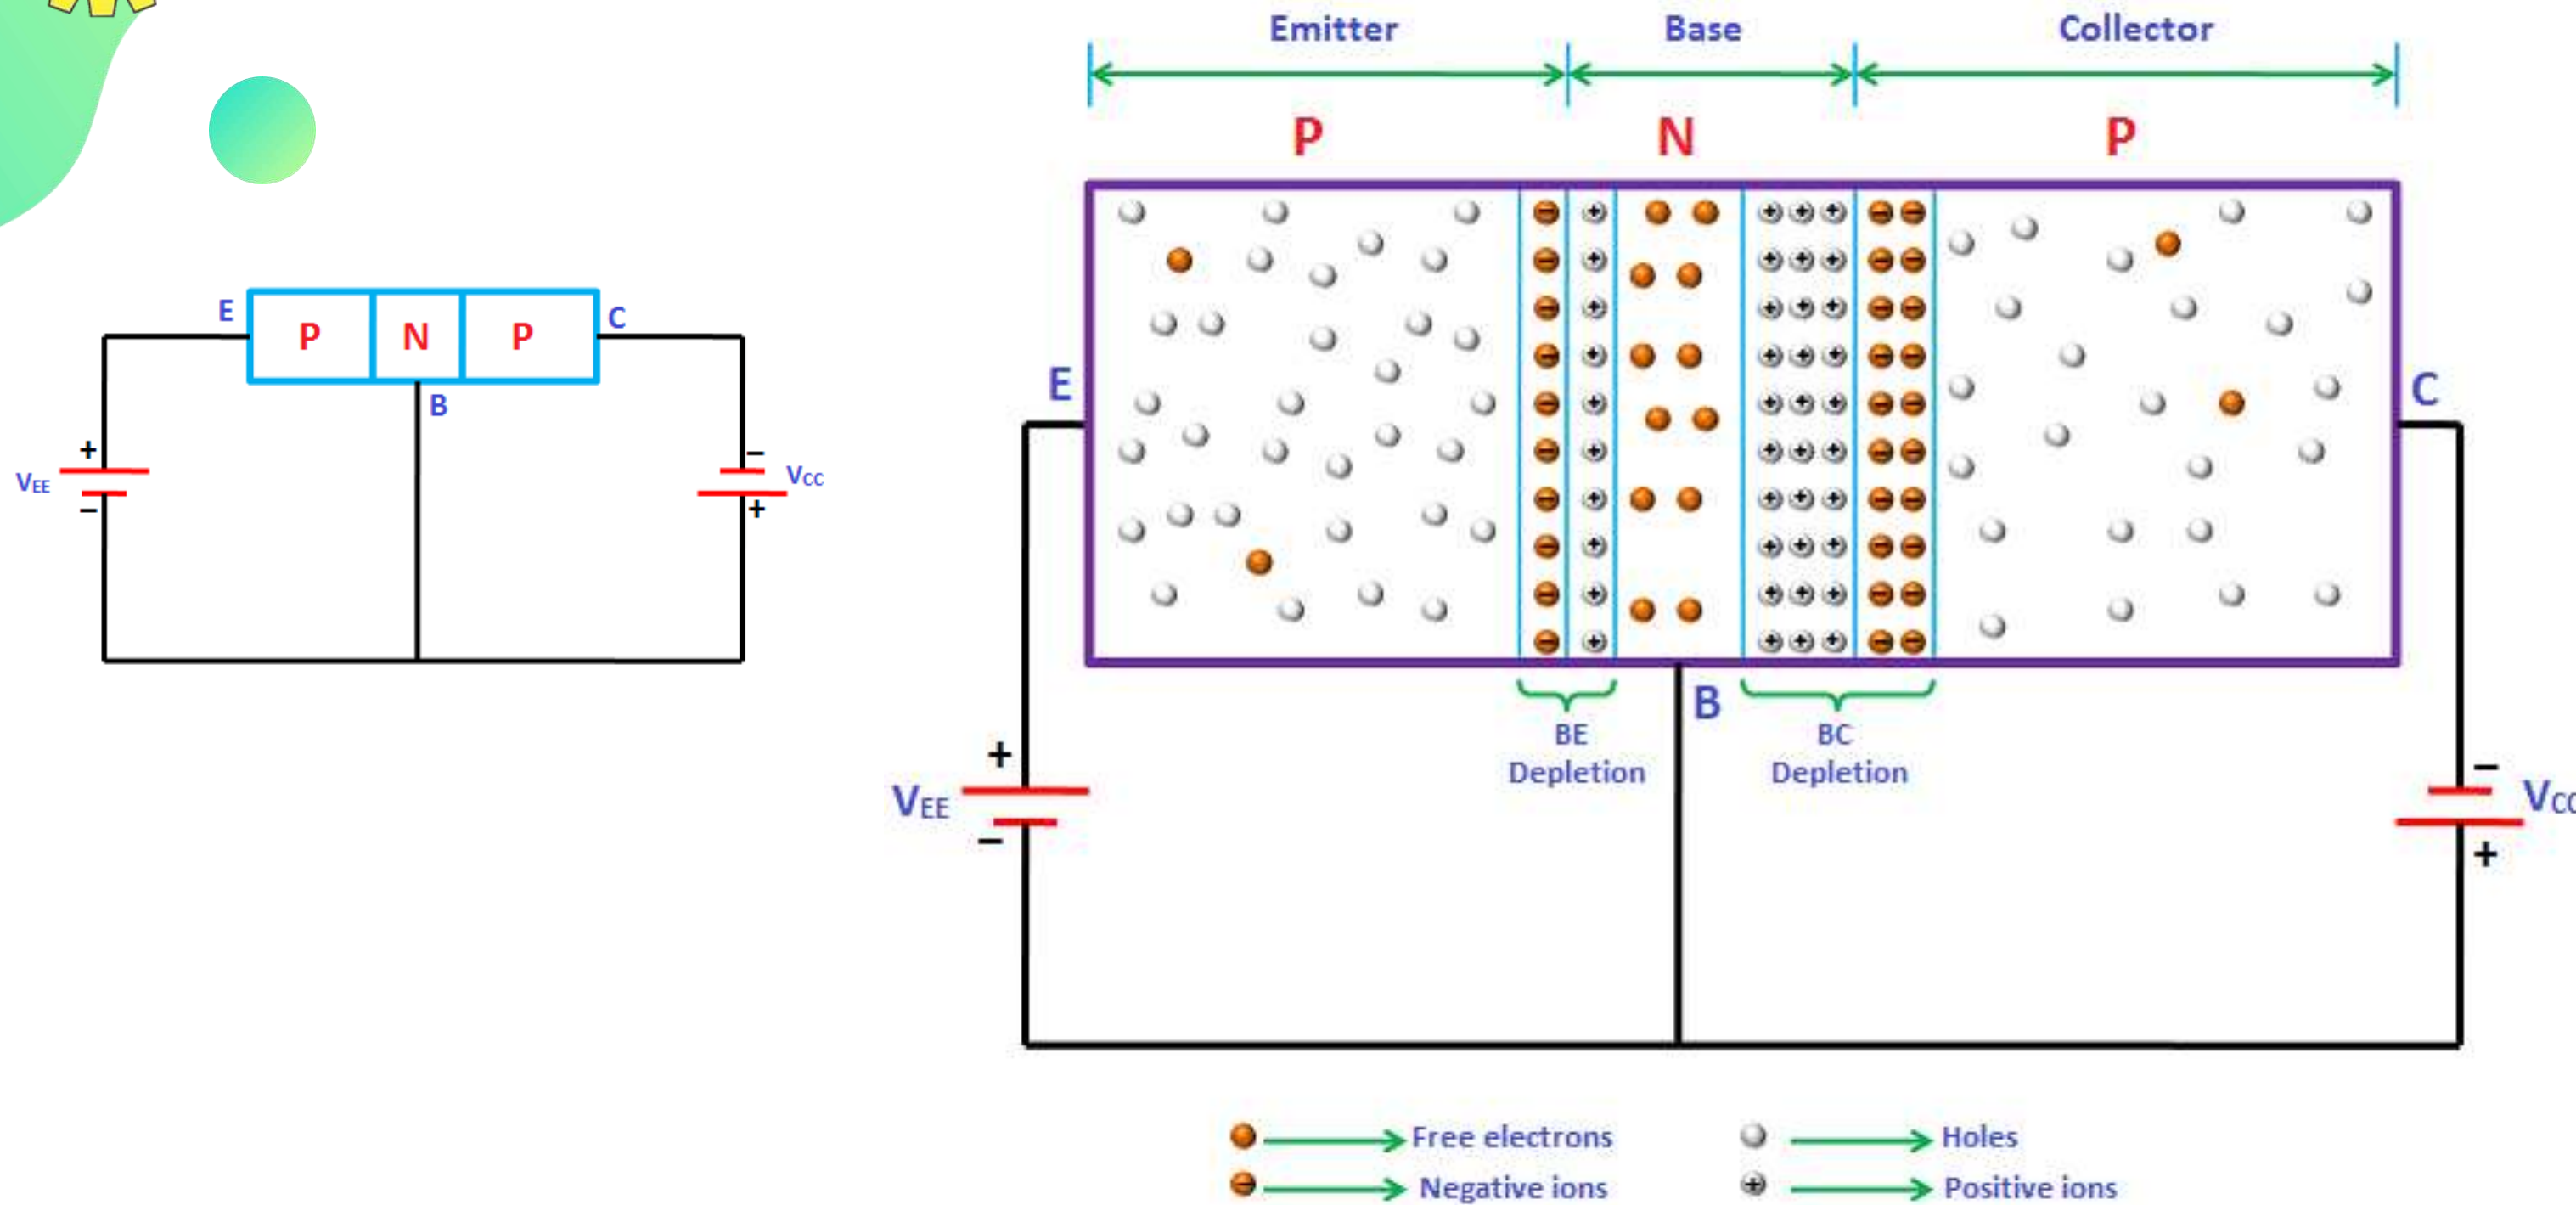 Emitter Base Collector
P N P
E P N P C
B
+
VEE
−
−
VCC
+
E C
B
BE
Depletion
BC
Depletion
+
VEE
−
−
+
Free electrons Holes
Negative ions Positive ions